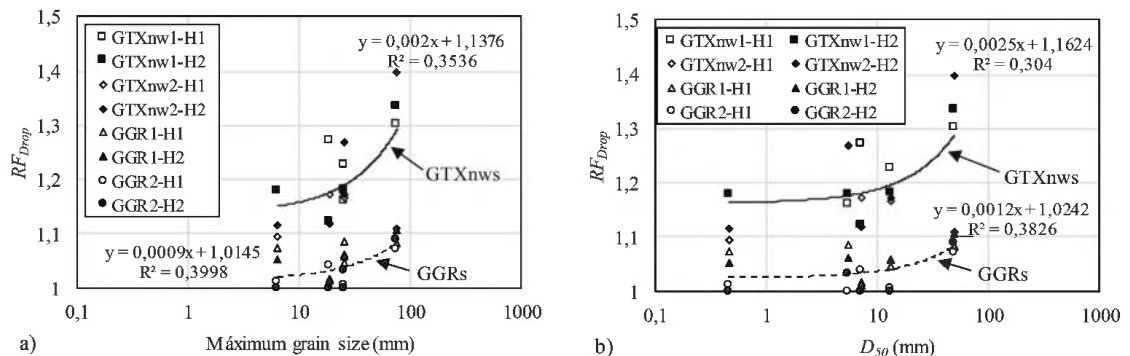 y = 0,002x + 1,1376
R² = 0,3536
GTXnw1-H1
GTXnw1-H2
GTXnw2-H1
GTXnw2-H2
GGR1-H1
GGR1-H2
GGR2-H1
GGR2-H2
GTXnws
y = 0,0009x + 1,0145
R² = 0,3998
GGRs
RF_Drop
1,5
1,4
1,3
1,2
1,1
1
0,1 1 10 100 1000
a) Máximum grain size (mm)
y = 0,0025x + 1,1624
R² = 0,304
GTXnw1-H1 GTXnw1-H2
GTXnw2-H1 GTXnw2-H2
GGR1-H1 GGR1-H2
GGR2-H1 GGR2-H2
GTXnws
y = 0,0012x + 1,0242
R² = 0,3826
GGRs
RF_Drop
1,5
1,4
1,3
1,2
1,1
1
0,1 1 10 100 1000
b) D₅₀ (mm)